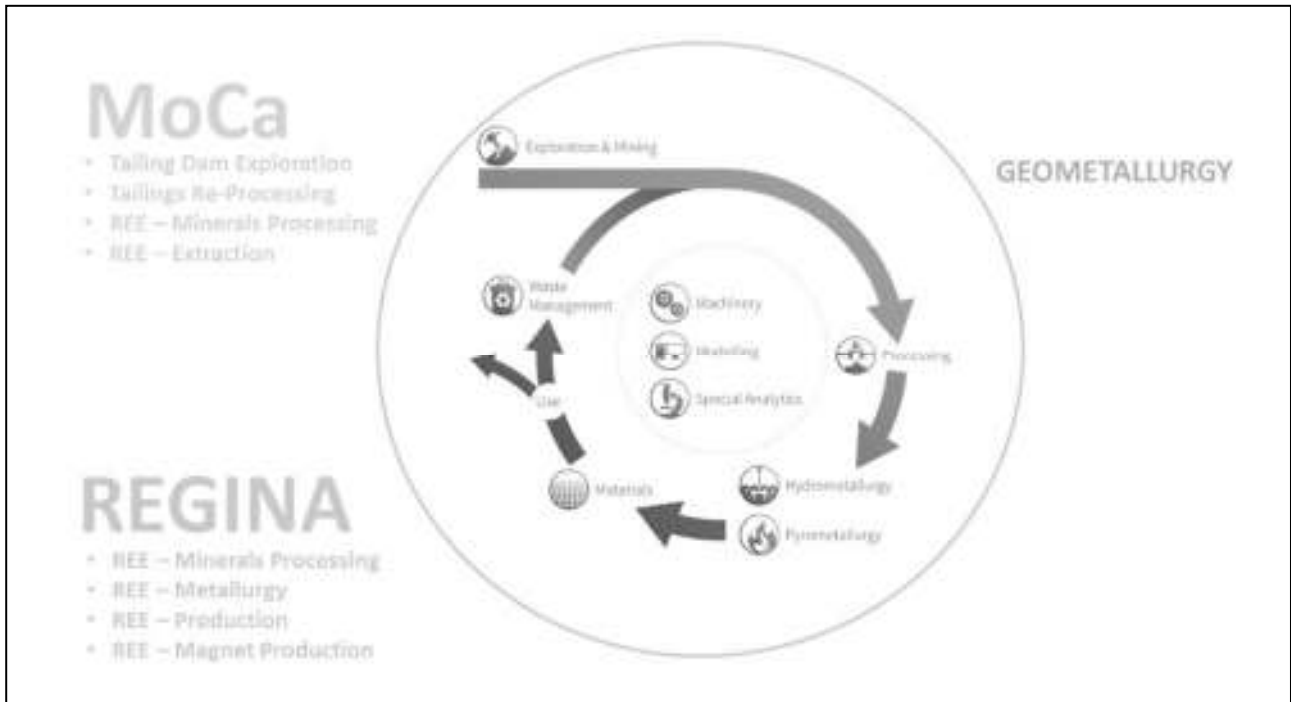 MoCa
• Tailing Dam Exploration
• Tailings Re-Processing
• REE – Minerals Processing
• REE – Extraction
GEOMETALLURGY
Exploration & Mining
Waste
Management
Machinery
Modelling
Special Analytics
Processing
Use
Materials
Hydrometallurgy
Pyrometallurgy
REGINA
• REE – Minerals Processing
• REE – Metallurgy
• REE – Production
• REE – Magnet Production